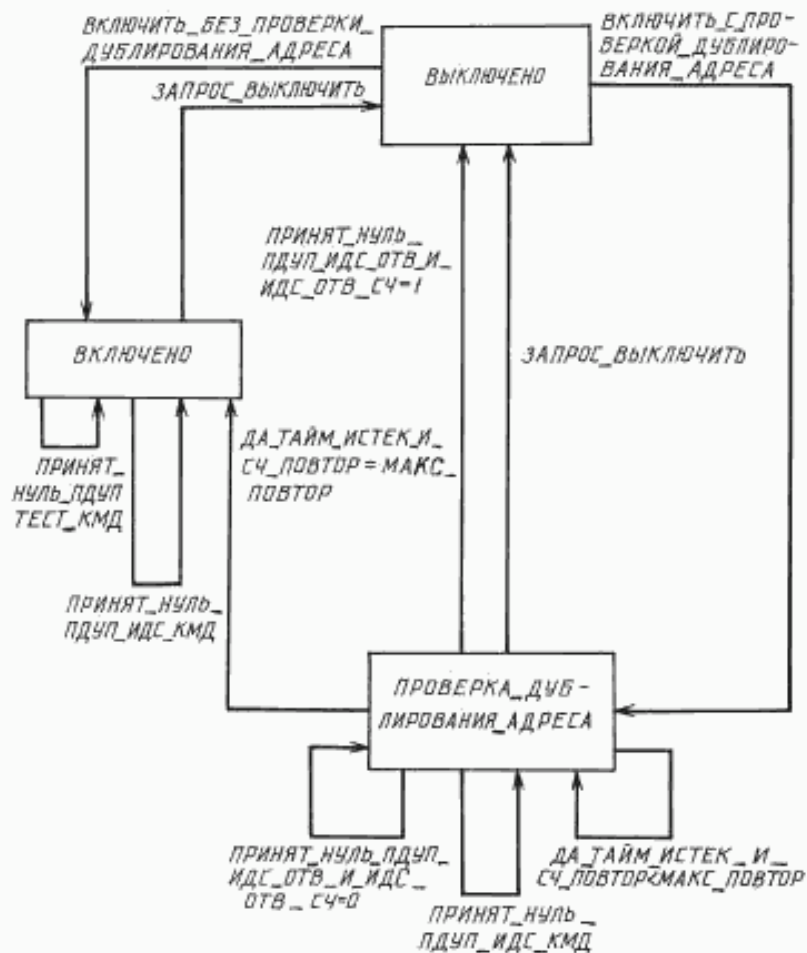 ВКЛЮЧИТЬ_БЕЗ_ПРОВЕРКИ_
ДУБЛИРОВАНИЯ_АДРЕСА
ЗАПРОС_ВЫКЛЮЧИТЬ
ВЫКЛЮЧЕНО
ВКЛЮЧИТЬ_С_ПРО-
ВЕРКОЙ_ДУБЛИРО-
ВАНИЯ_АДРЕСА
ПРИНЯТ_НУЛЬ_
ПДУП_ИДС_ОТВ_И_
ИДС_ОТВ_СЧ=1
ВКЛЮЧЕНО
ЗАПРОС_ВЫКЛЮЧИТЬ
ПРИНЯТ_
НУЛЬ_ПДУП
ТЕСТ_КМД
ДА_ТАЙМ_ИСТЕК_И_
СЧ_ПОВТОР=МАКС_
ПОВТОР
ПРИНЯТ_НУЛЬ_
ПДУП_ИДС_КМД
ПРОВЕРКА_ДУБ-
ЛИРОВАНИЯ_АДРЕСА
ПРИНЯТ_НУЛЬ_ПДУП_
ИДС_ОТВ_И_ИДС_
ОТВ_СЧ=0
ПРИНЯТ_НУЛЬ_
ПДУП_ИДС_КМД
ДА_ТАЙМ_ИСТЕК_И_
СЧ_ПОВТОР<МАКС_ПОВТОР